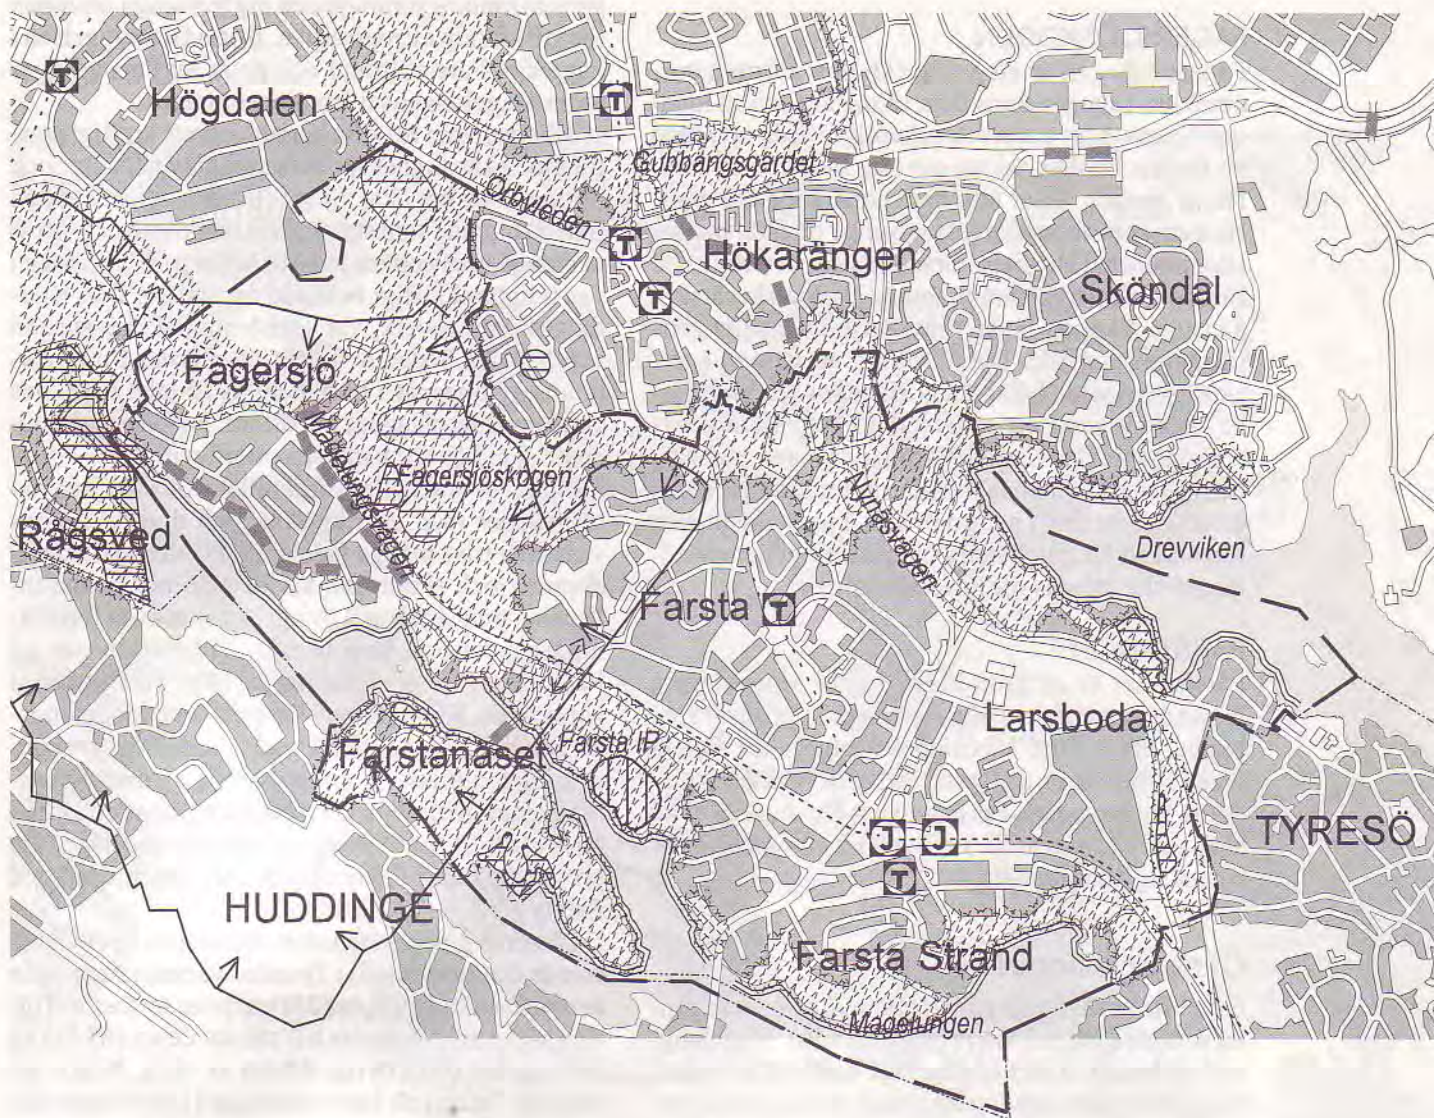 T
Högdalen
T
Gubbängsgärdet
Örbyleden
T
Hökarängen
T
Sköndal
Fagersjö
Magelungsvägen
Fagersjöskogen
Nynäsvägen
Rågsved
Drevviken
Farsta T
Larsboda
Farstanäset
Farsta IP
J J
TYRESÖ
T
HUDDINGE
Farsta Strand
Magelungen